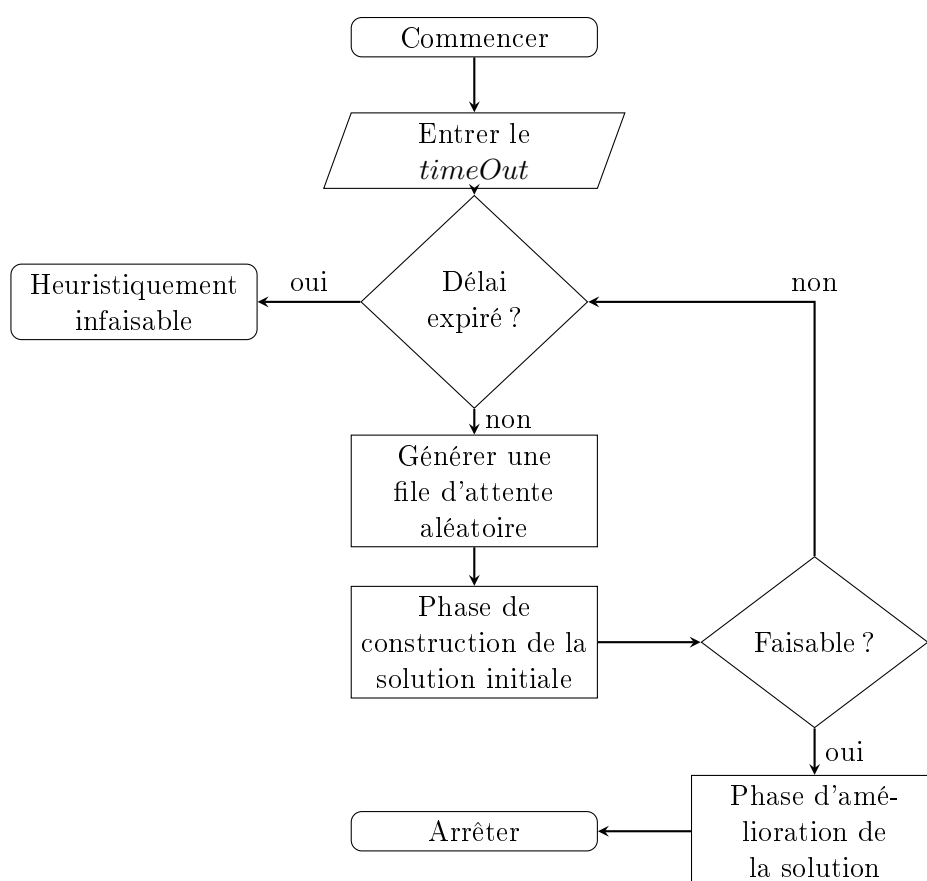 Commencer
Entrer le
timeOut
Délai
expiré ?
oui
Heuristiquement
infaisable
non
non
Générer une
file d'attente
aléatoire
Phase de
construction de la
solution initiale
Faisable ?
oui
Phase d'amé-
lioration de
la solution
Arrêter